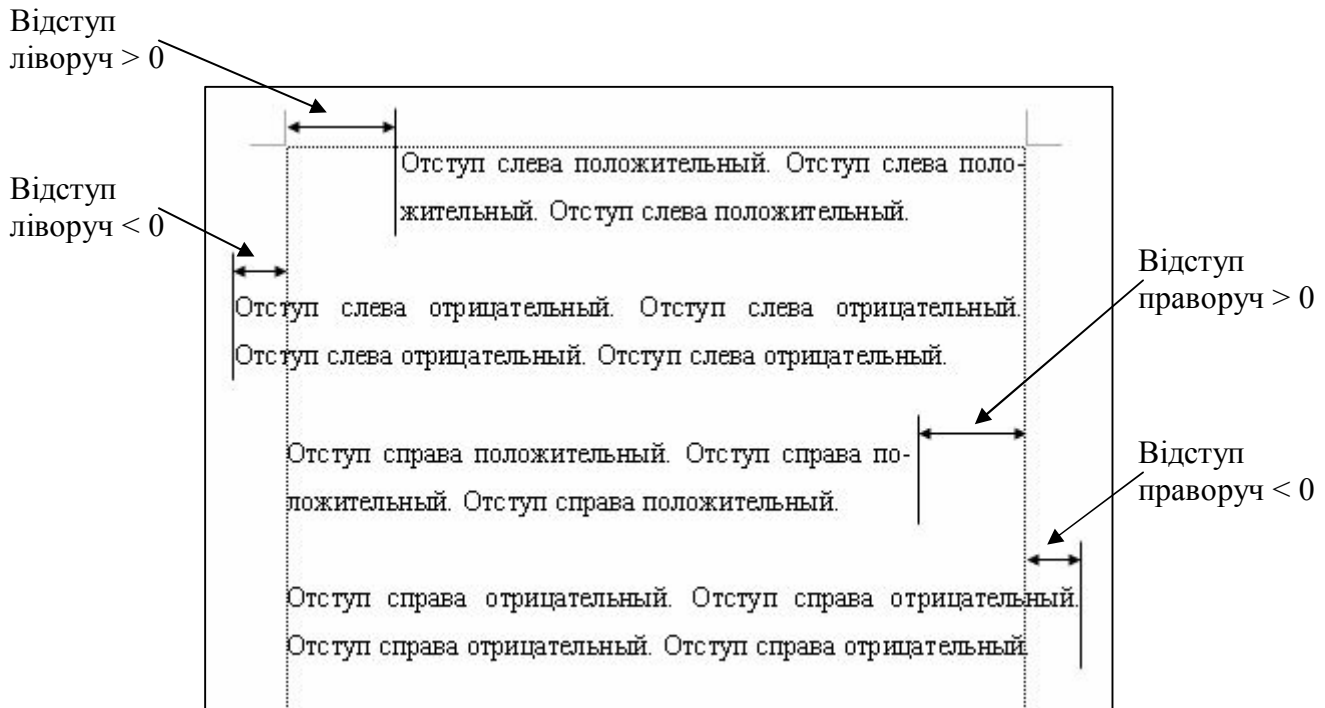 Відступ
ліворуч > 0
Отступ слева положительный. Отступ слева поло-
жительный. Отступ слева положительный.
Відступ
ліворуч < 0
Отступ слева отрицательный. Отступ слева отрицательный.
Отступ слева отрицательный. Отступ слева отрицательный.
Відступ
праворуч > 0
Отступ справа положительный. Отступ справа по-
ложительный. Отступ справа положительный.
Відступ
праворуч < 0
Отступ справа отрицательный. Отступ справа отрицательный.
Отступ справа отрицательный. Отступ справа отрицательный.